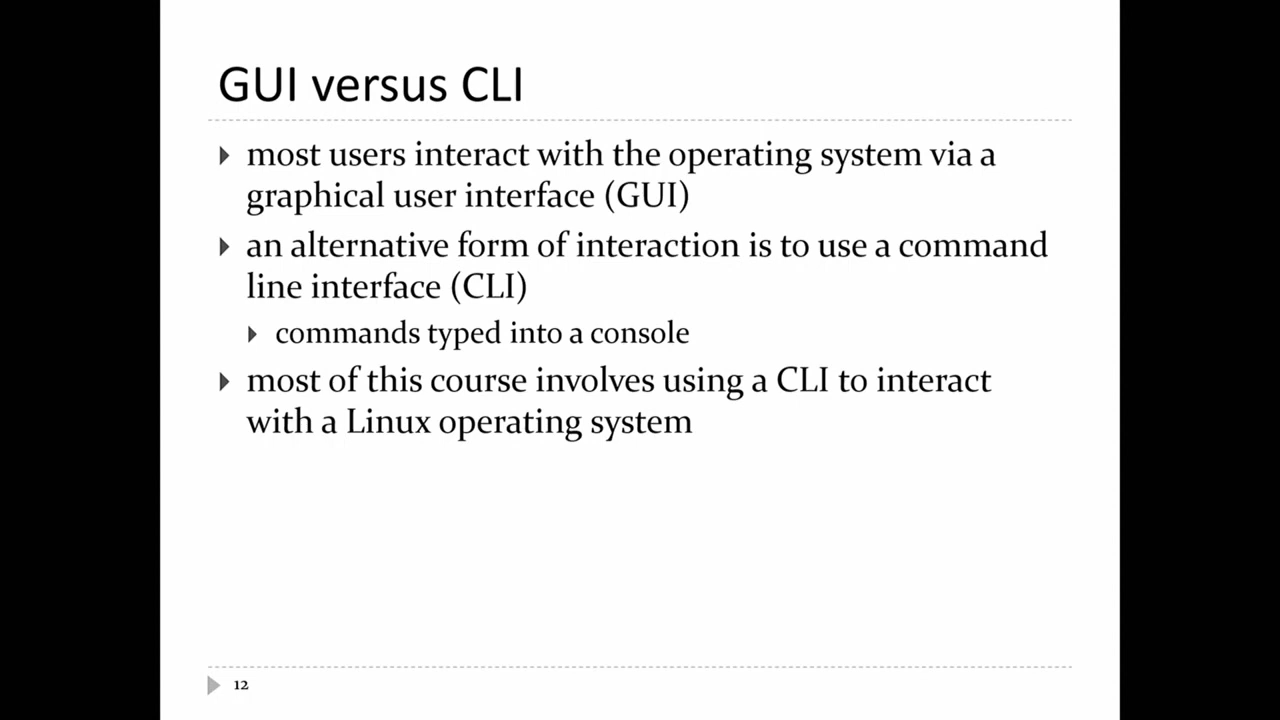 GUI versus CLI
most users interact with the operating system via a
graphical user interface (GUI)
an alternative form of interaction is to use a command
line interface (CLI)
commands typed into a console
most of this course involves using a CLI to interact
with a Linux operating system
12